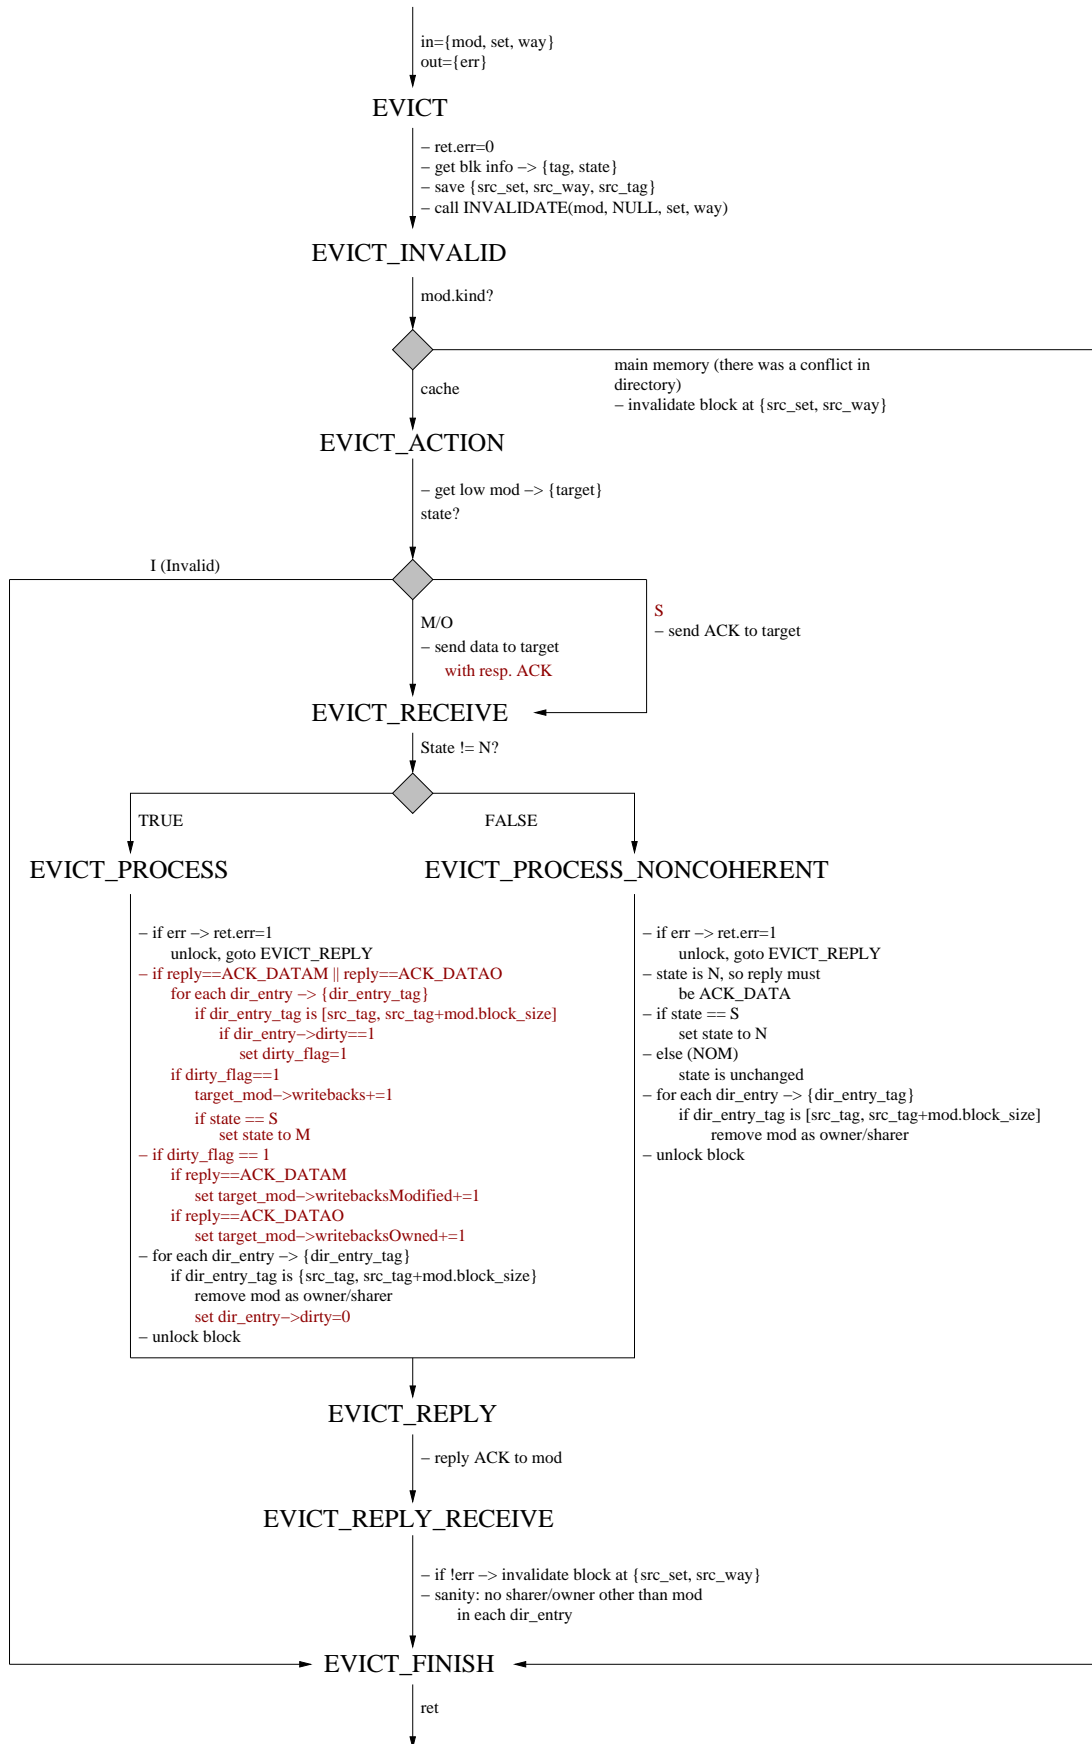 in={mod, set, way}
out={err}
EVICT
– ret.err=0
– get blk info –> {tag, state}
– save {src_set, src_way, src_tag}
– call INVALIDATE(mod, NULL, set, way)
EVICT_INVALID
mod.kind?
main memory (there was a conflict in
directory)
– invalidate block at {src_set, src_way}
cache
EVICT_ACTION
– get low mod –> {target}
state?
I (Invalid)
M/O
– send data to target
with resp. ACK
S
– send ACK to target
EVICT_RECEIVE
State != N?
TRUE
FALSE
EVICT_PROCESS
– if err –> ret.err=1
unlock, goto EVICT_REPLY
– if reply==ACK_DATAM || reply==ACK_DATAO
for each dir_entry –> {dir_entry_tag}
if dir_entry_tag is [src_tag, src_tag+mod.block_size]
if dir_entry–>dirty==1
set dirty_flag=1
if dirty_flag==1
target_mod–>writebacks+=1
if state == S
set state to M
– if dirty_flag == 1
if reply==ACK_DATAM
set target_mod–>writebacksModified+=1
if reply==ACK_DATAO
set target_mod–>writebacksOwned+=1
– for each dir_entry –> {dir_entry_tag}
if dir_entry_tag is {src_tag, src_tag+mod.block_size}
remove mod as owner/sharer
set dir_entry–>dirty=0
– unlock block
EVICT_PROCESS_NONCOHERENT
– if err –> ret.err=1
unlock, goto EVICT_REPLY
– state is N, so reply must
be ACK_DATA
– if state == S
set state to N
– else (NOM)
state is unchanged
– for each dir_entry –> {dir_entry_tag}
if dir_entry_tag is [src_tag, src_tag+mod.block_size]
remove mod as owner/sharer
– unlock block
EVICT_REPLY
– reply ACK to mod
EVICT_REPLY_RECEIVE
– if !err –> invalidate block at {src_set, src_way}
– sanity: no sharer/owner other than mod
in each dir_entry
EVICT_FINISH
ret